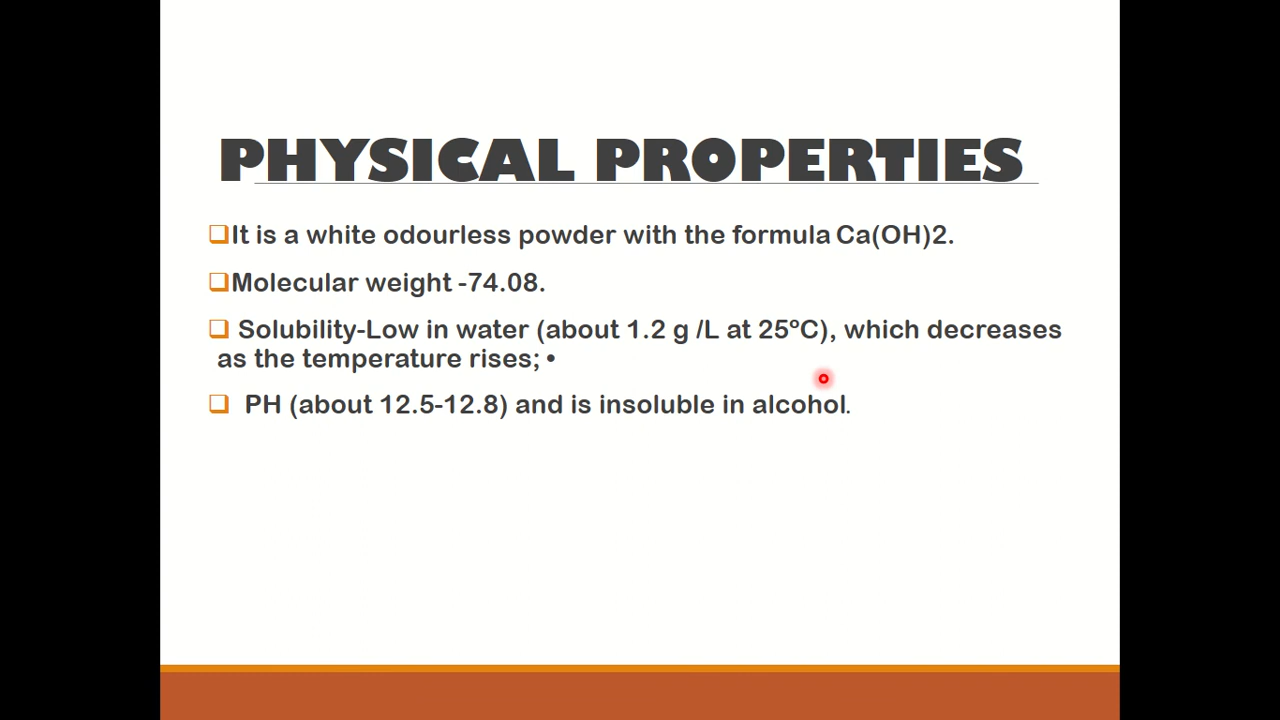 PHYSICAL PROPERTIES
❑It is a white odourless powder with the formula Ca(OH)2.
❑Molecular weight -74.08.
❑ Solubility-Low in water (about 1.2 g /L at 25ºC), which decreases
as the temperature rises; •
❑ PH (about 12.5-12.8) and is insoluble in alcohol.